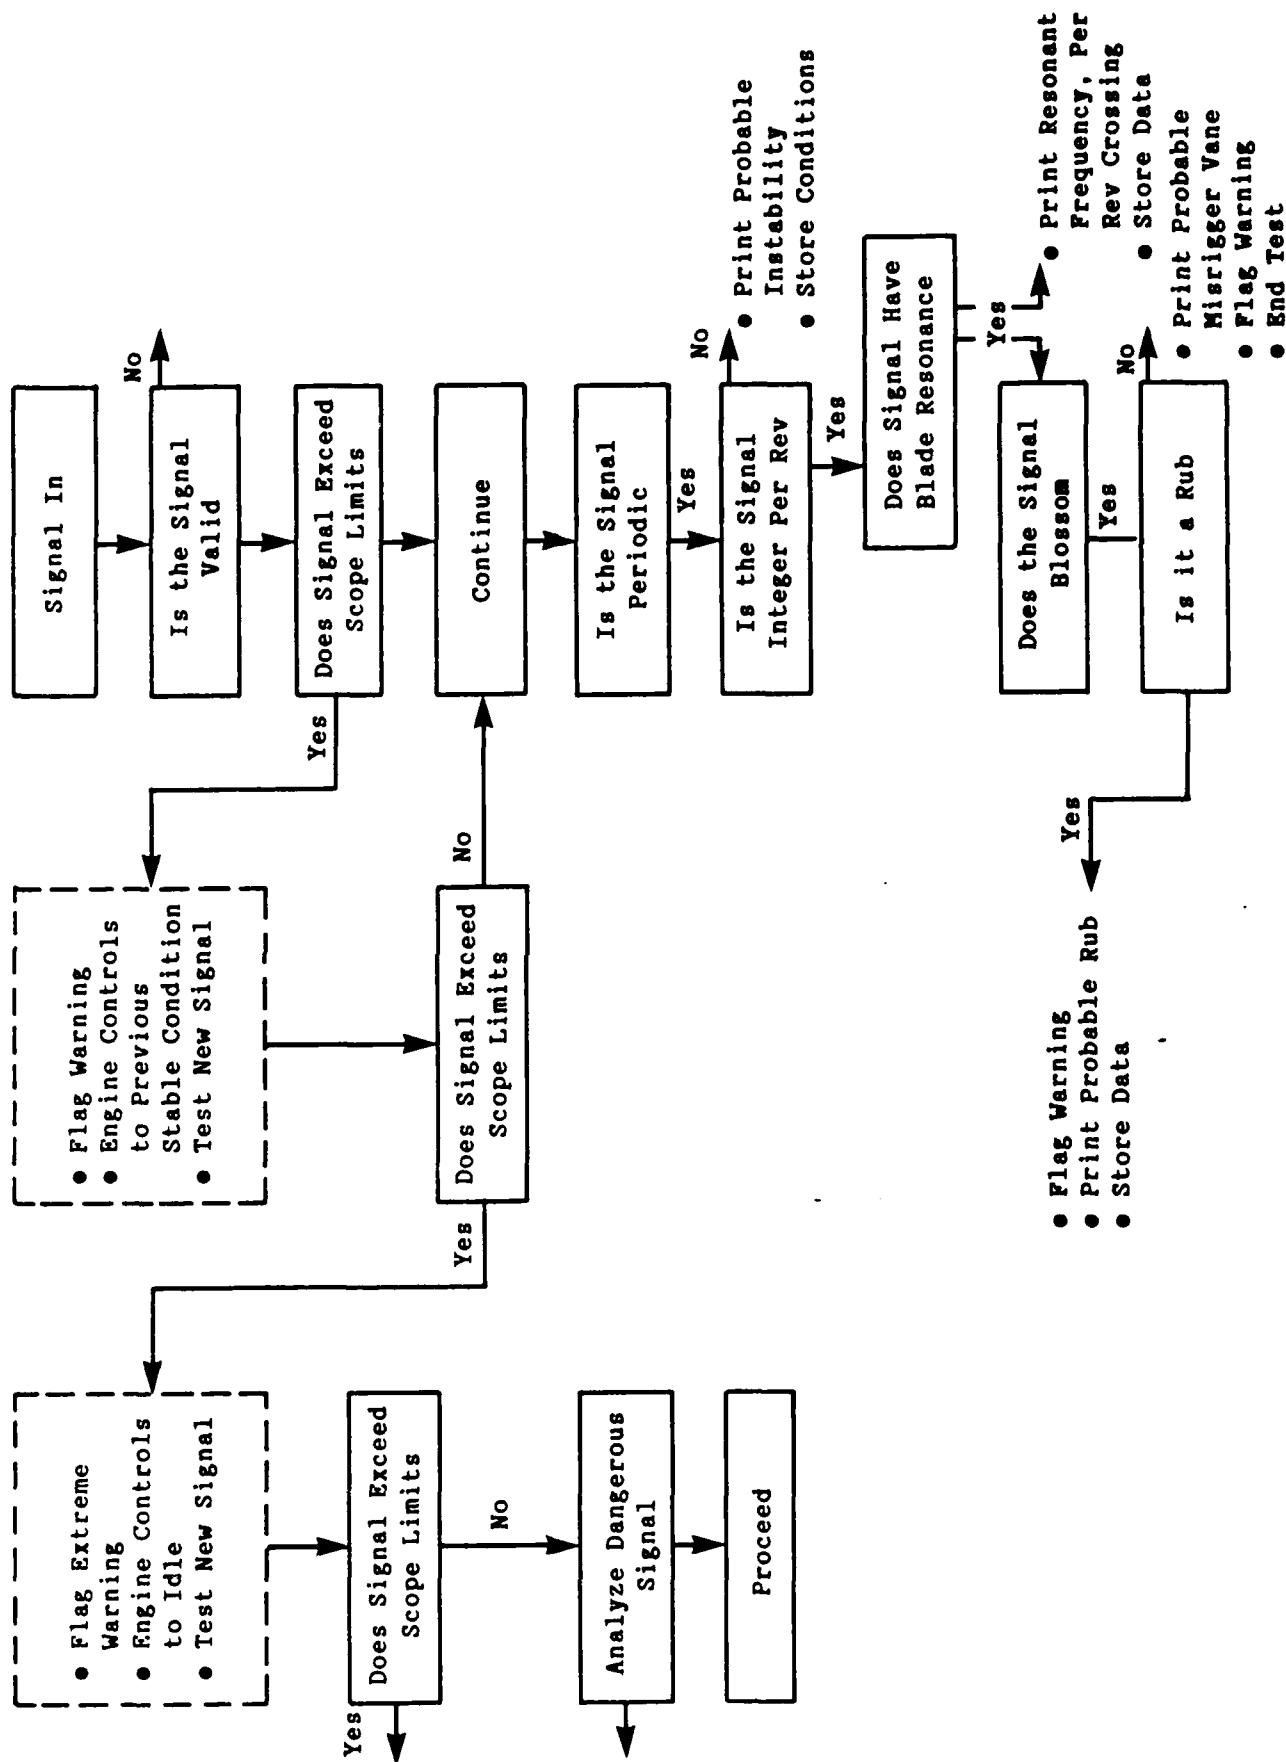 Signal In
Is the Signal
Valid
No
Does Signal Exceed
Scope Limits
Yes
● Flag Warning
● Engine Controls
to Previous
Stable Condition
● Test New Signal
Does Signal Exceed
Scope Limits
No
Yes
● Flag Extreme
Warning
● Engine Controls
to Idle
● Test New Signal
Does Signal Exceed
Scope Limits
Yes
No
Analyze Dangerous
Signal
Proceed
Continue
Is the Signal
Periodic
Yes
Is the Signal
Integer Per Rev
No
● Print Probable
Instability
● Store Conditions
Yes
Does Signal Have
Blade Resonance
Yes
● Print Resonant
Frequency, Per
Rev Crossing
● Store Data
Does the Signal
Blossom
Yes
Is it a Rub
No
● Print Probable
Misrigger Vane
● Flag Warning
● End Test
Yes
● Flag Warning
● Print Probable Rub
● Store Data